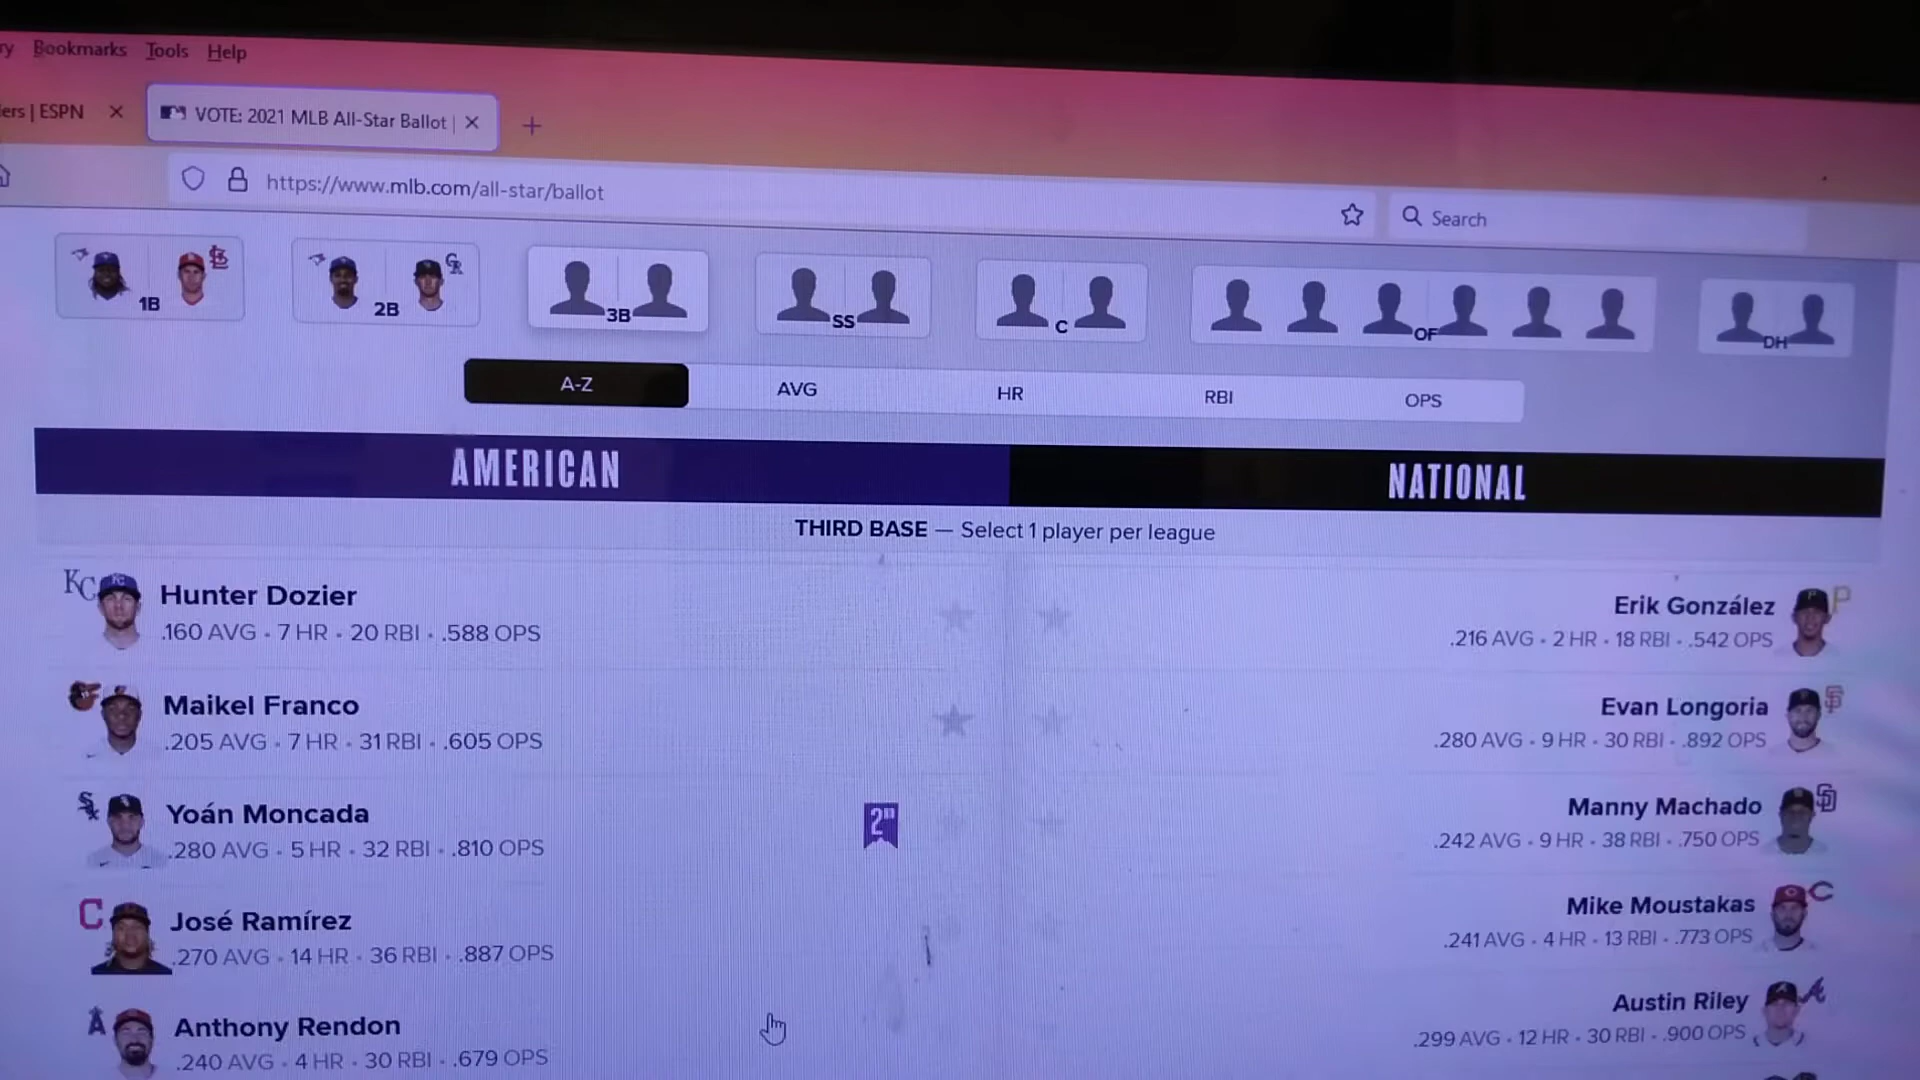 Bookmarks Tools Help
ers | ESPN
VOTE: 2021 MLB All-Star Ballot |
https://www.mlb.com/all-star/ballot
Search
1B
2B
3B
SS
C
OF
DH
A-Z
AVG
HR
RBI
OPS
AMERICAN
NATIONAL
THIRD BASE — Select 1 player per league
Hunter Dozier
.160 AVG • 7 HR • 20 RBI • .588 OPS
Erik González
.216 AVG • 2 HR • 18 RBI • .542 OPS
Maikel Franco
.205 AVG • 7 HR • 31 RBI • .605 OPS
Evan Longoria
.280 AVG • 9 HR • 30 RBI • .892 OPS
Yoán Moncada
.280 AVG • 5 HR • 32 RBI • .810 OPS
2ND
Manny Machado
.242 AVG • 9 HR • 38 RBI • .750 OPS
José Ramírez
.270 AVG • 14 HR • 36 RBI • .887 OPS
Mike Moustakas
.241 AVG • 4 HR • 13 RBI • .773 OPS
Anthony Rendon
.240 AVG • 4 HR • 30 RBI • .679 OPS
Austin Riley
.299 AVG • 12 HR • 30 RBI • .900 OPS